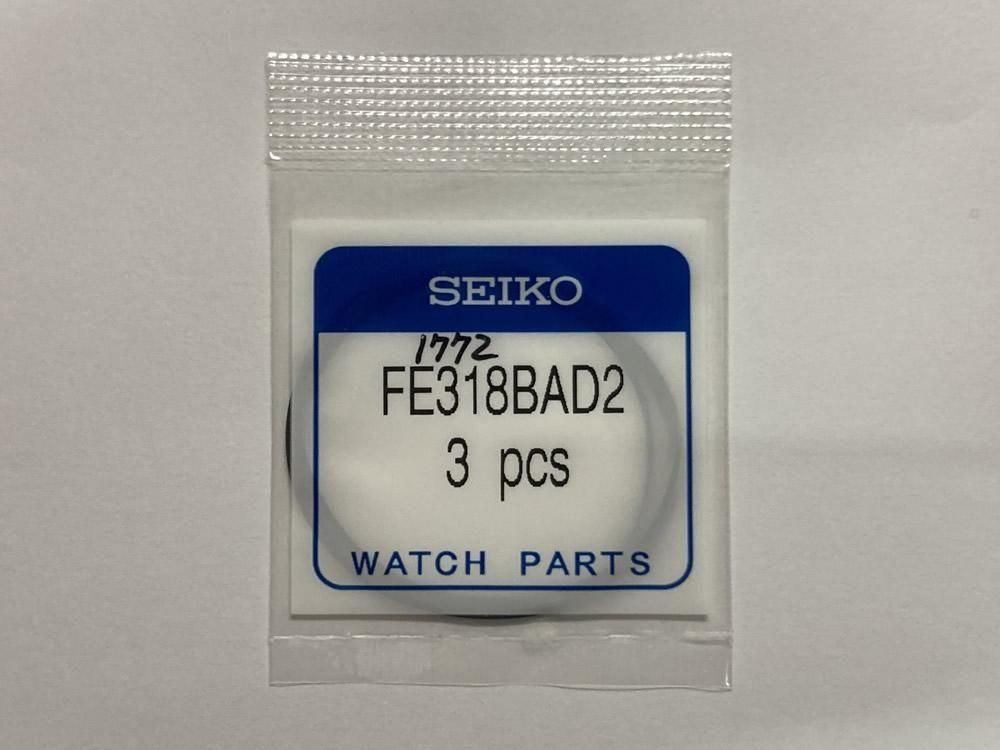 SEIKO
1772
FE318BAD2
3 pcs
WATCH PARTS